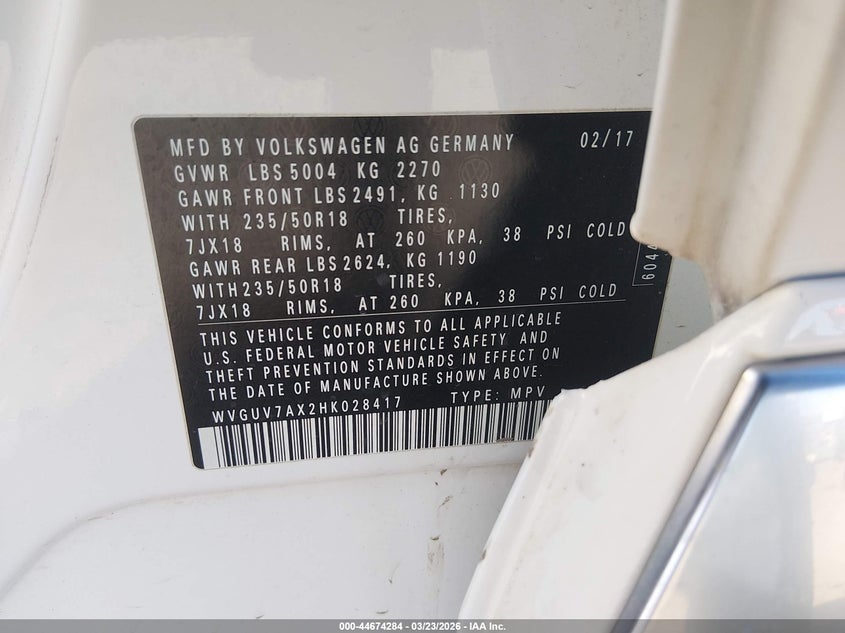 MFD BY VOLKSWAGEN AG GERMANY 02/17
GVWR LBS 5004 KG 2270
GAWR FRONT LBS 2491, KG 1130
WITH 235/50R18 TIRES,
7JX18 RIMS, AT 260 KPA, 38 PSI COLD
GAWR REAR LBS 2624, KG 1190
WITH 235/50R18 TIRES,
7JX18 RIMS, AT 260 KPA, 38 PSI COLD
THIS VEHICLE CONFORMS TO ALL APPLICABLE
U.S. FEDERAL MOTOR VEHICLE SAFETY AND
THEFT PREVENTION STANDARDS IN EFFECT ON
THE DATE OF MANUFACTURE SHOWN ABOVE.
WVGUV7AX2HK028417 TYPE: MPV
000-44674284 - 03/23/2026 - IAA Inc.